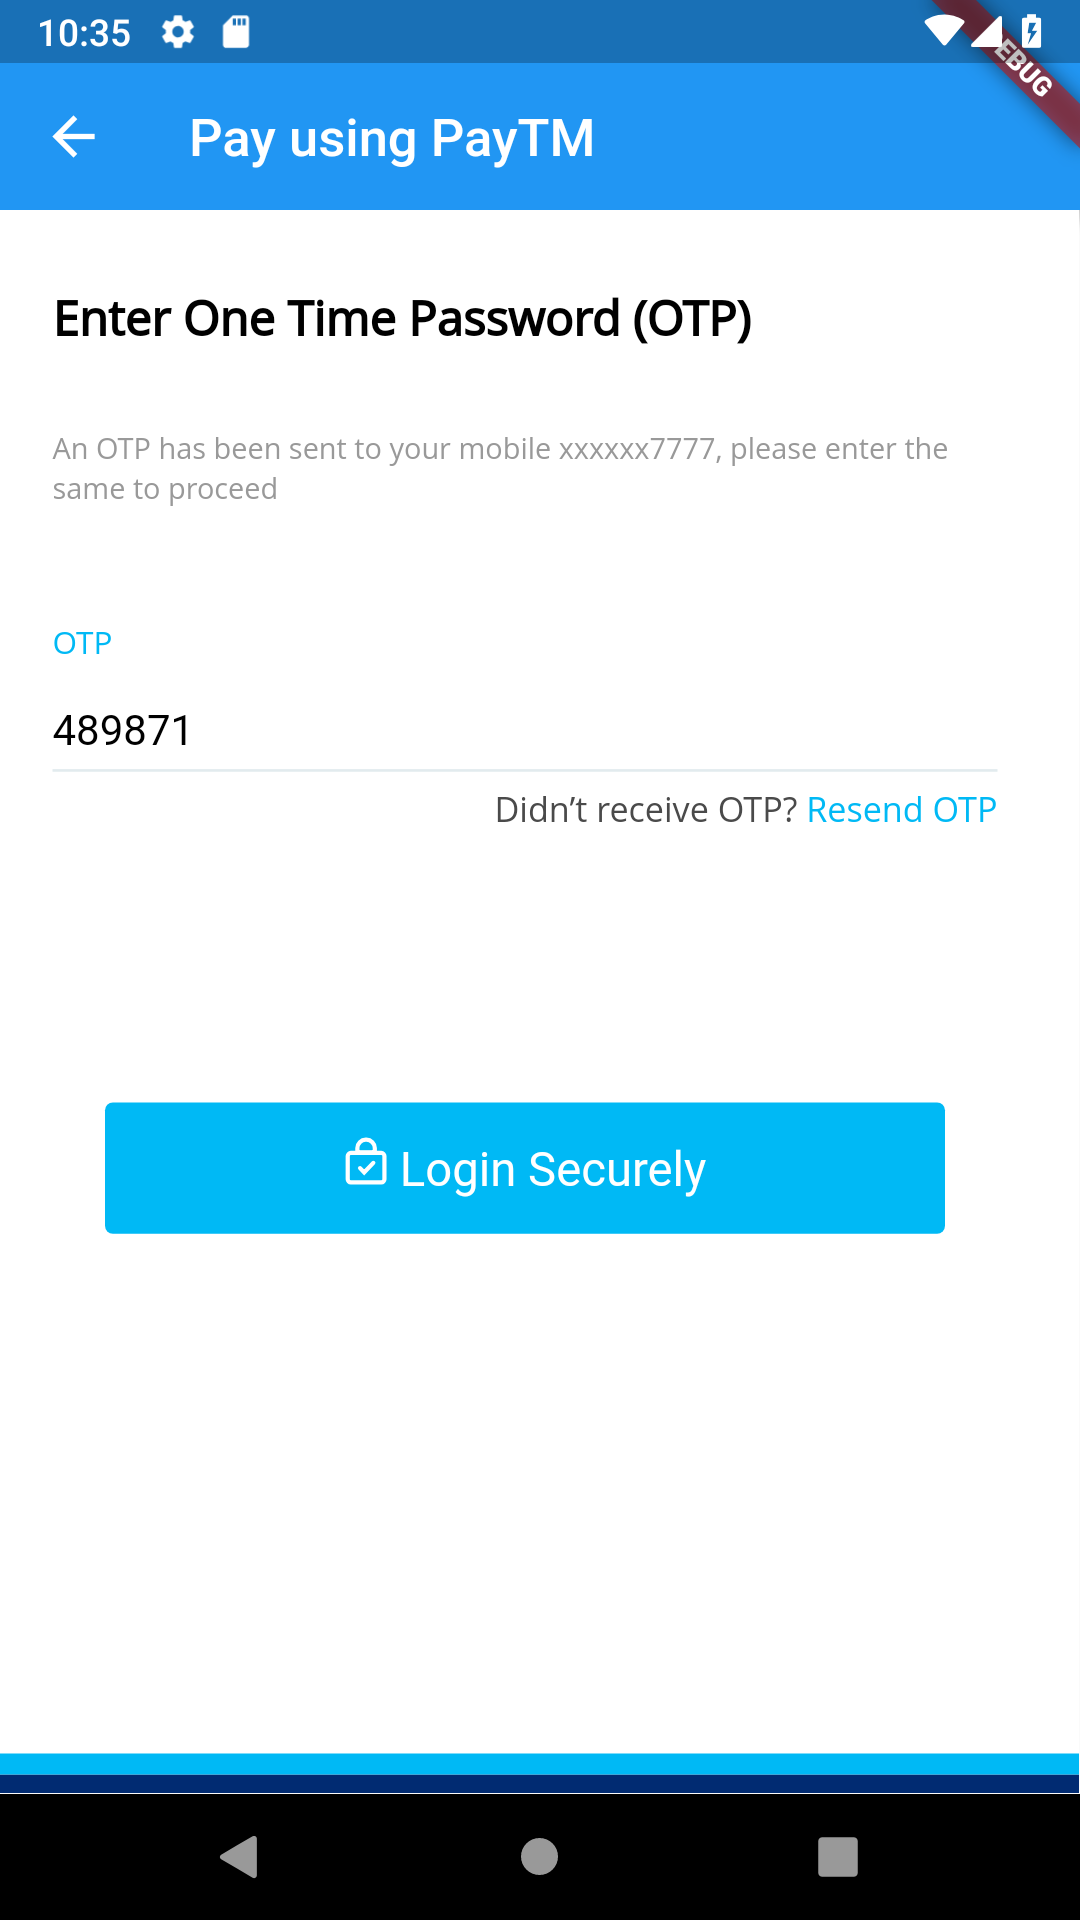 10:35
EBUG
Pay using PayTM
Enter One Time Password (OTP)
An OTP has been sent to your mobile xxxxxx7777, please enter the
same to proceed
OTP
489871
Didn’t receive OTP? Resend OTP
Login Securely